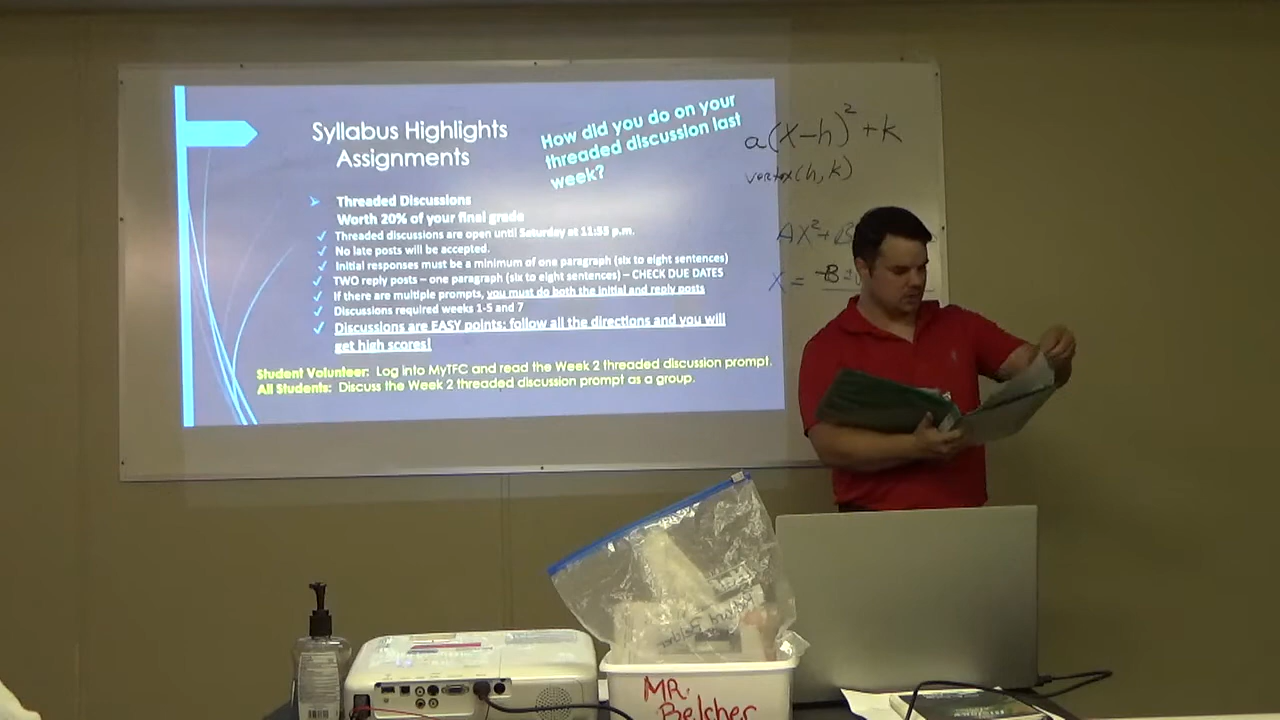 Syllabus Highlights
Assignments
How did you do on your
threaded discussion last
week?
Threaded Discussions
Worth 20% of your final grade
Threaded discussions are open until Saturday at 11:55 p.m.
No late posts will be accepted.
Initial responses must be a minimum of one paragraph (six to eight sentences)
TWO reply posts – one paragraph (six to eight sentences) – CHECK DUE DATES
If there are multiple prompts, you must do both the initial and reply posts
Discussions required weeks 1-5 and 7
Discussions are EASY points; follow all the directions and you will
get high scores!
Student Volunteer: Log into MyTFC and read the Week 2 threaded discussion prompt.
All Students: Discuss the Week 2 threaded discussion prompt as a group.
a(x-h)²+k
vertex(h,k)
AX²+B
X = -B
MR.
Belcher